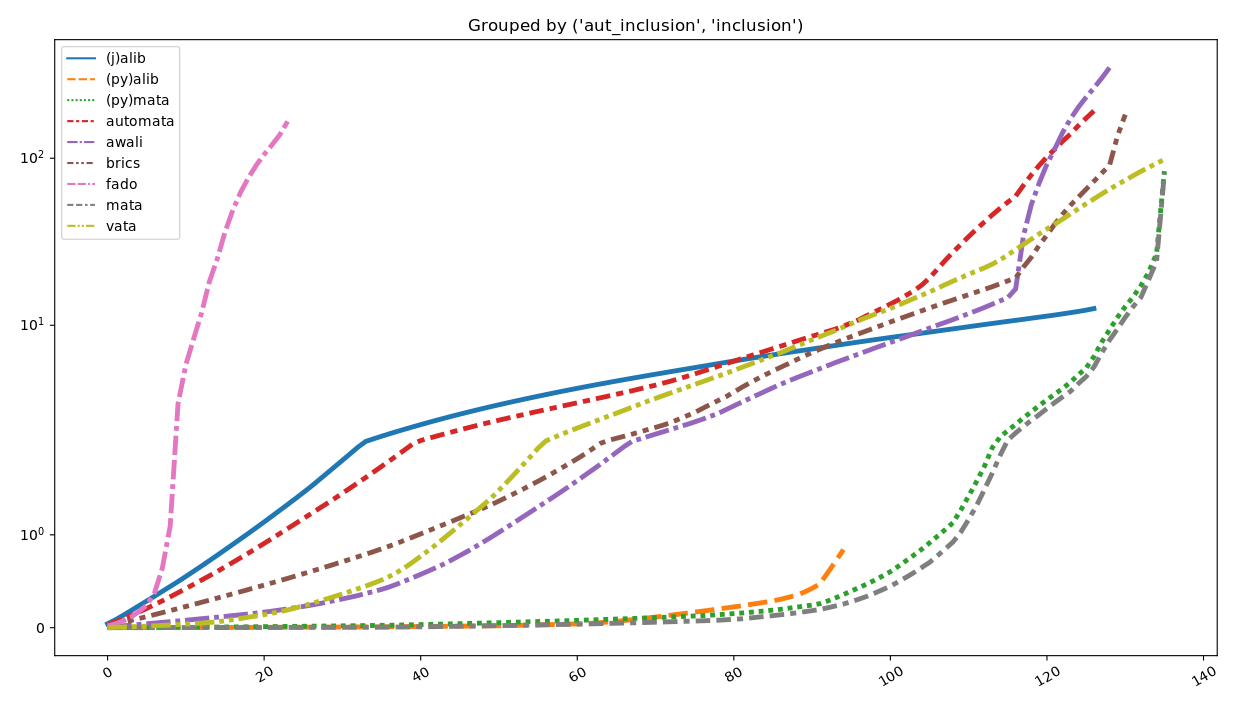 Grouped by ('aut_inclusion', 'inclusion')
(j)alib
(py)alib
(py)mata
automata
awali
brics
fado
mata
vata
10²
10¹
10⁰
0
0
20
40
60
80
100
120
140